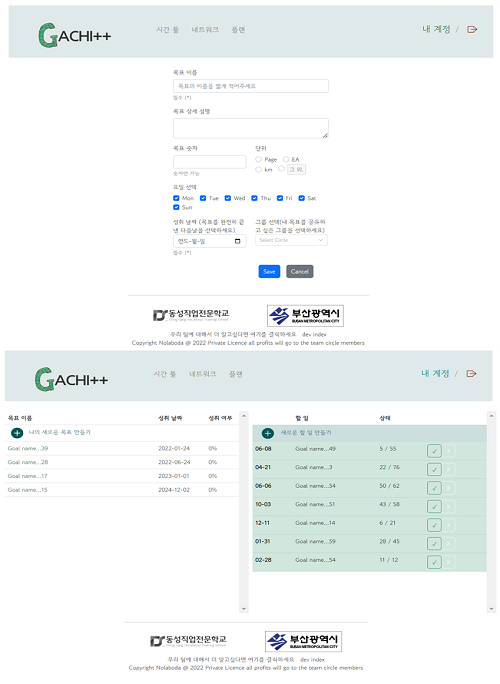 GACHI++ 시간 툴 네트워크 플랜 내 계정 /
목표 이름
목표의 이름을 짧게 적어주세요
필수 (*)
목표 상세 설명
목표 숫자 단위
Page EA
숫자만 가능 km 그 외,
요일 선택
Mon Tue Wed Thu Fri Sat
Sun
성취 날짜 (목표를 완전히 끝낸 다음날을 선택하세요) 그룹 선택(내 목표를 공유하고 싶은 그룹을 선택하세요)
연도-월-일 Select Circle
필수 (*)
Save Cancel
동성직업전문학교 부산광역시
BUSAN METROPOLITAN CITY
우리 팀에 대해서 더 알고싶다면 여기를 클릭하세요 dev index
Copyright Nolaboda @ 2022 Private Licence all profits will go to the team circle members
GACHI++ 시간 툴 네트워크 플랜 내 계정 /
목표 이름 성취 날짜 성취 여부
나의 새로운 목표 만들기
Goal name...39 2022-01-24 0%
Goal name...28 2022-06-24 0%
Goal name...17 2023-01-01 0%
Goal name...15 2024-12-02 0%
할 일 상태
새로운 할 일 만들기
06-08 Goal name...49 5 / 55
04-21 Goal name...3 22 / 76
06-06 Goal name...54 50 / 62
10-03 Goal name...51 43 / 58
12-11 Goal name...14 6 / 21
01-31 Goal name...59 28 / 45
02-28 Goal name...54 11 / 12
동성직업전문학교 부산광역시
BUSAN METROPOLITAN CITY
우리 팀에 대해서 더 알고싶다면 여기를 클릭하세요 dev index
Copyright Nolaboda @ 2022 Private Licence all profits will go to the team circle members